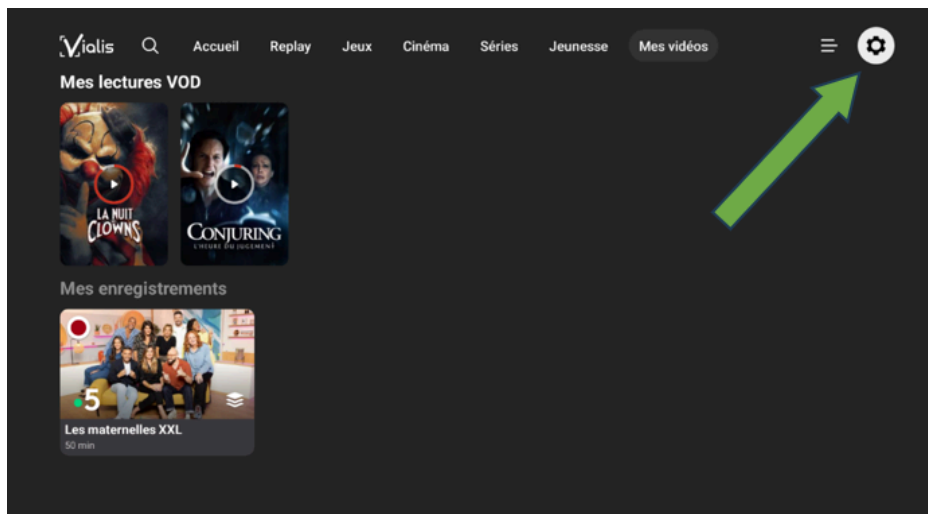 Vialis Accueil Replay Jeux Cinéma Séries Jeunesse Mes vidéos
Mes lectures VOD
LA NUIT
DES
CLOWNS
CONJURING
L'HEURE DU JUGEMENT
Mes enregistrements
5
Les maternelles XXL
50 min